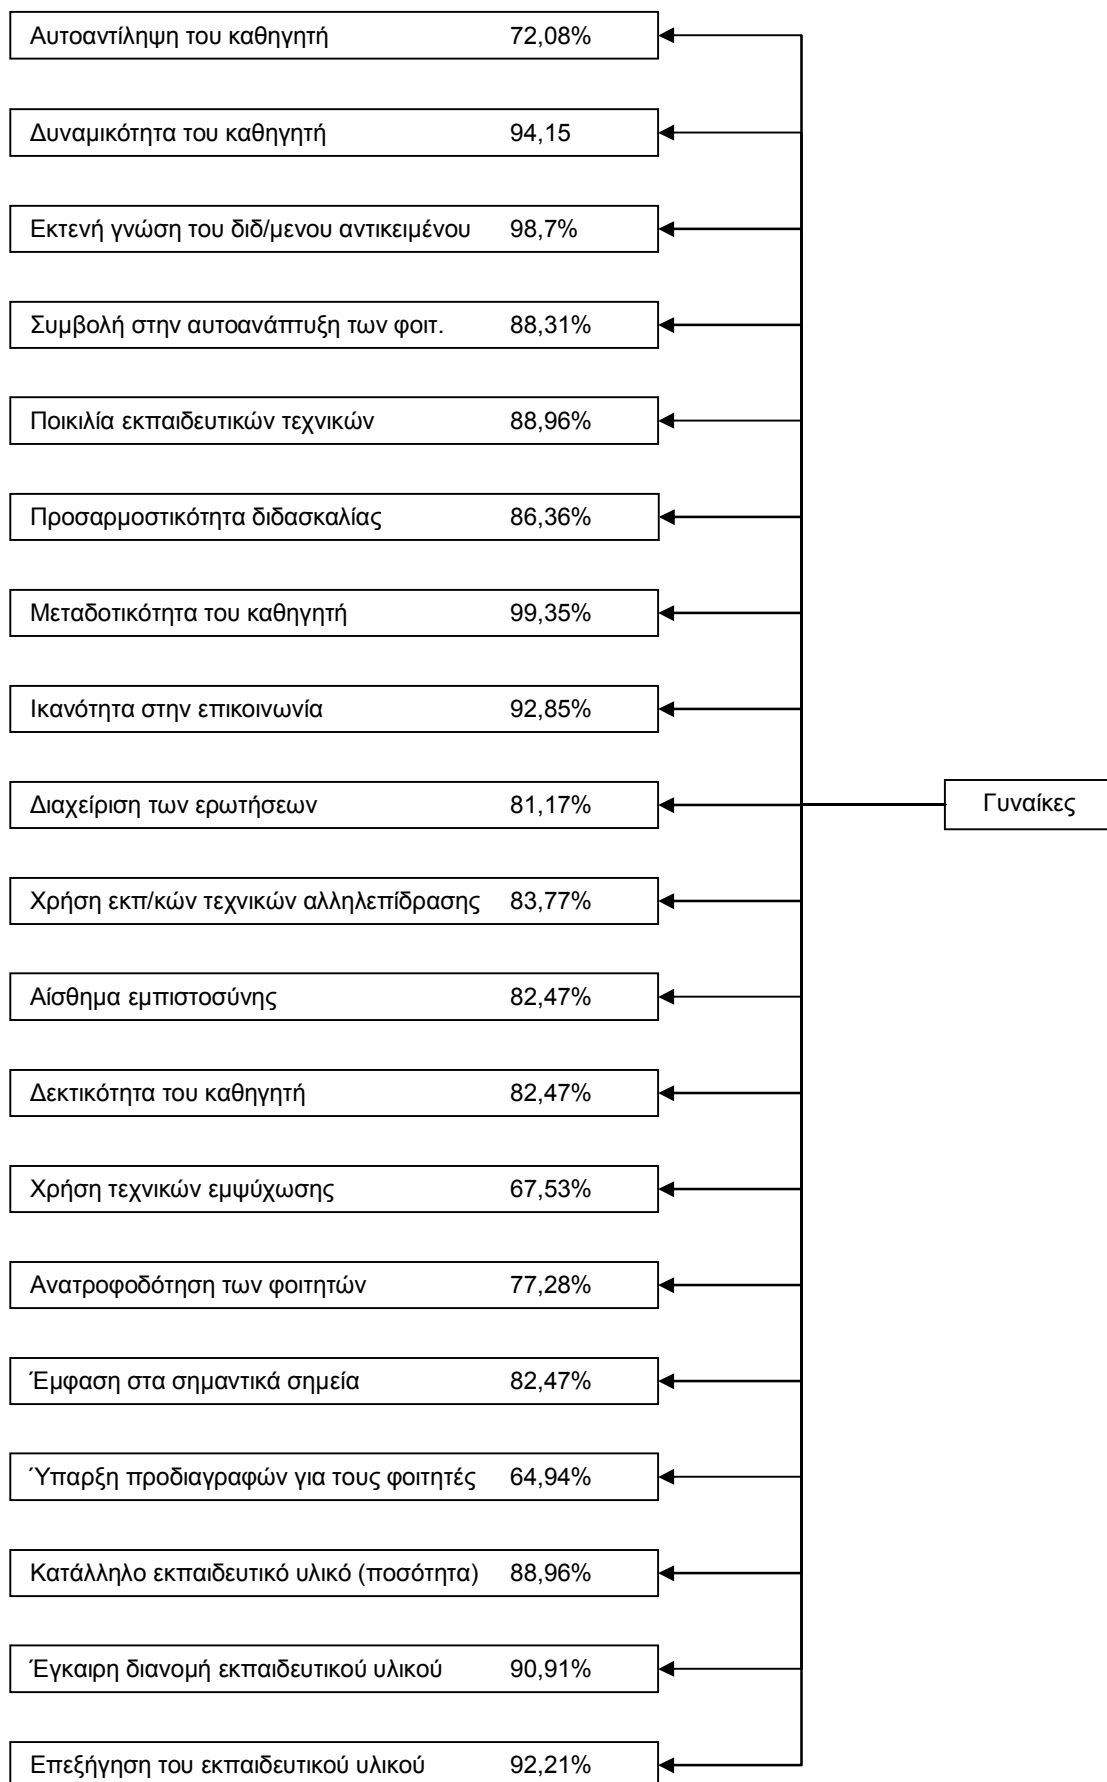 Αυτοαντίληψη του καθηγητή 72,08%
Δυναμικότητα του καθηγητή 94,15
Εκτενή γνώση του διδ/μενου αντικειμένου 98,7%
Συμβολή στην αυτοανάπτυξη των φοιτ. 88,31%
Ποικιλία εκπαιδευτικών τεχνικών 88,96%
Προσαρμοστικότητα διδασκαλίας 86,36%
Μεταδοτικότητα του καθηγητή 99,35%
Ικανότητα στην επικοινωνία 92,85%
Διαχείριση των ερωτήσεων 81,17%
Γυναίκες
Χρήση εκπ/κών τεχνικών αλληλεπίδρασης 83,77%
Αίσθημα εμπιστοσύνης 82,47%
Δεκτικότητα του καθηγητή 82,47%
Χρήση τεχνικών εμψύχωσης 67,53%
Ανατροφοδότηση των φοιτητών 77,28%
Έμφαση στα σημαντικά σημεία 82,47%
Ύπαρξη προδιαγραφών για τους φοιτητές 64,94%
Κατάλληλο εκπαιδευτικό υλικό (ποσότητα) 88,96%
Έγκαιρη διανομή εκπαιδευτικού υλικού 90,91%
Επεξήγηση του εκπαιδευτικού υλικού 92,21%